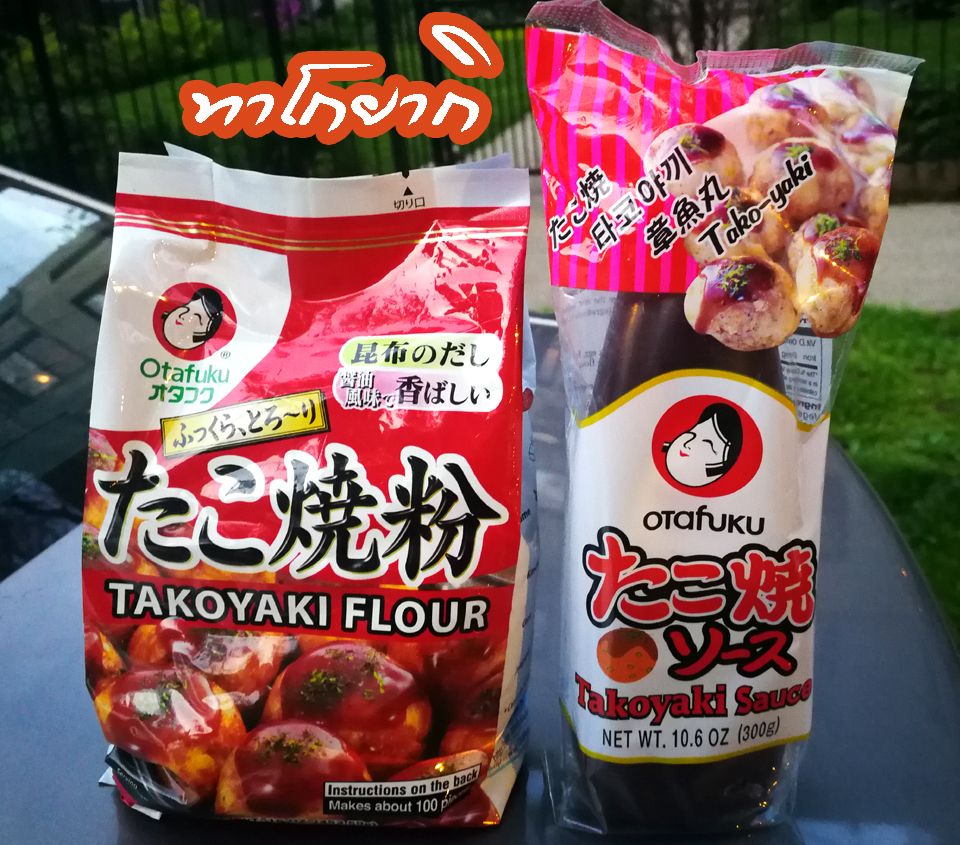 ทาโกยากิ
切り口
Otafuku®
オタフク
昆布のだし
醤油
風味で香ばしい
ふっくら、とろ〜り
たこ焼粉
TAKOYAKI FLOUR
Instructions on the back
Makes about 100
たこ焼
타코야끼
章魚丸
Tako-yaki
OTafuKU
たこ焼
ソース
Takoyaki Sauce
NET WT. 10.6 OZ (300g)